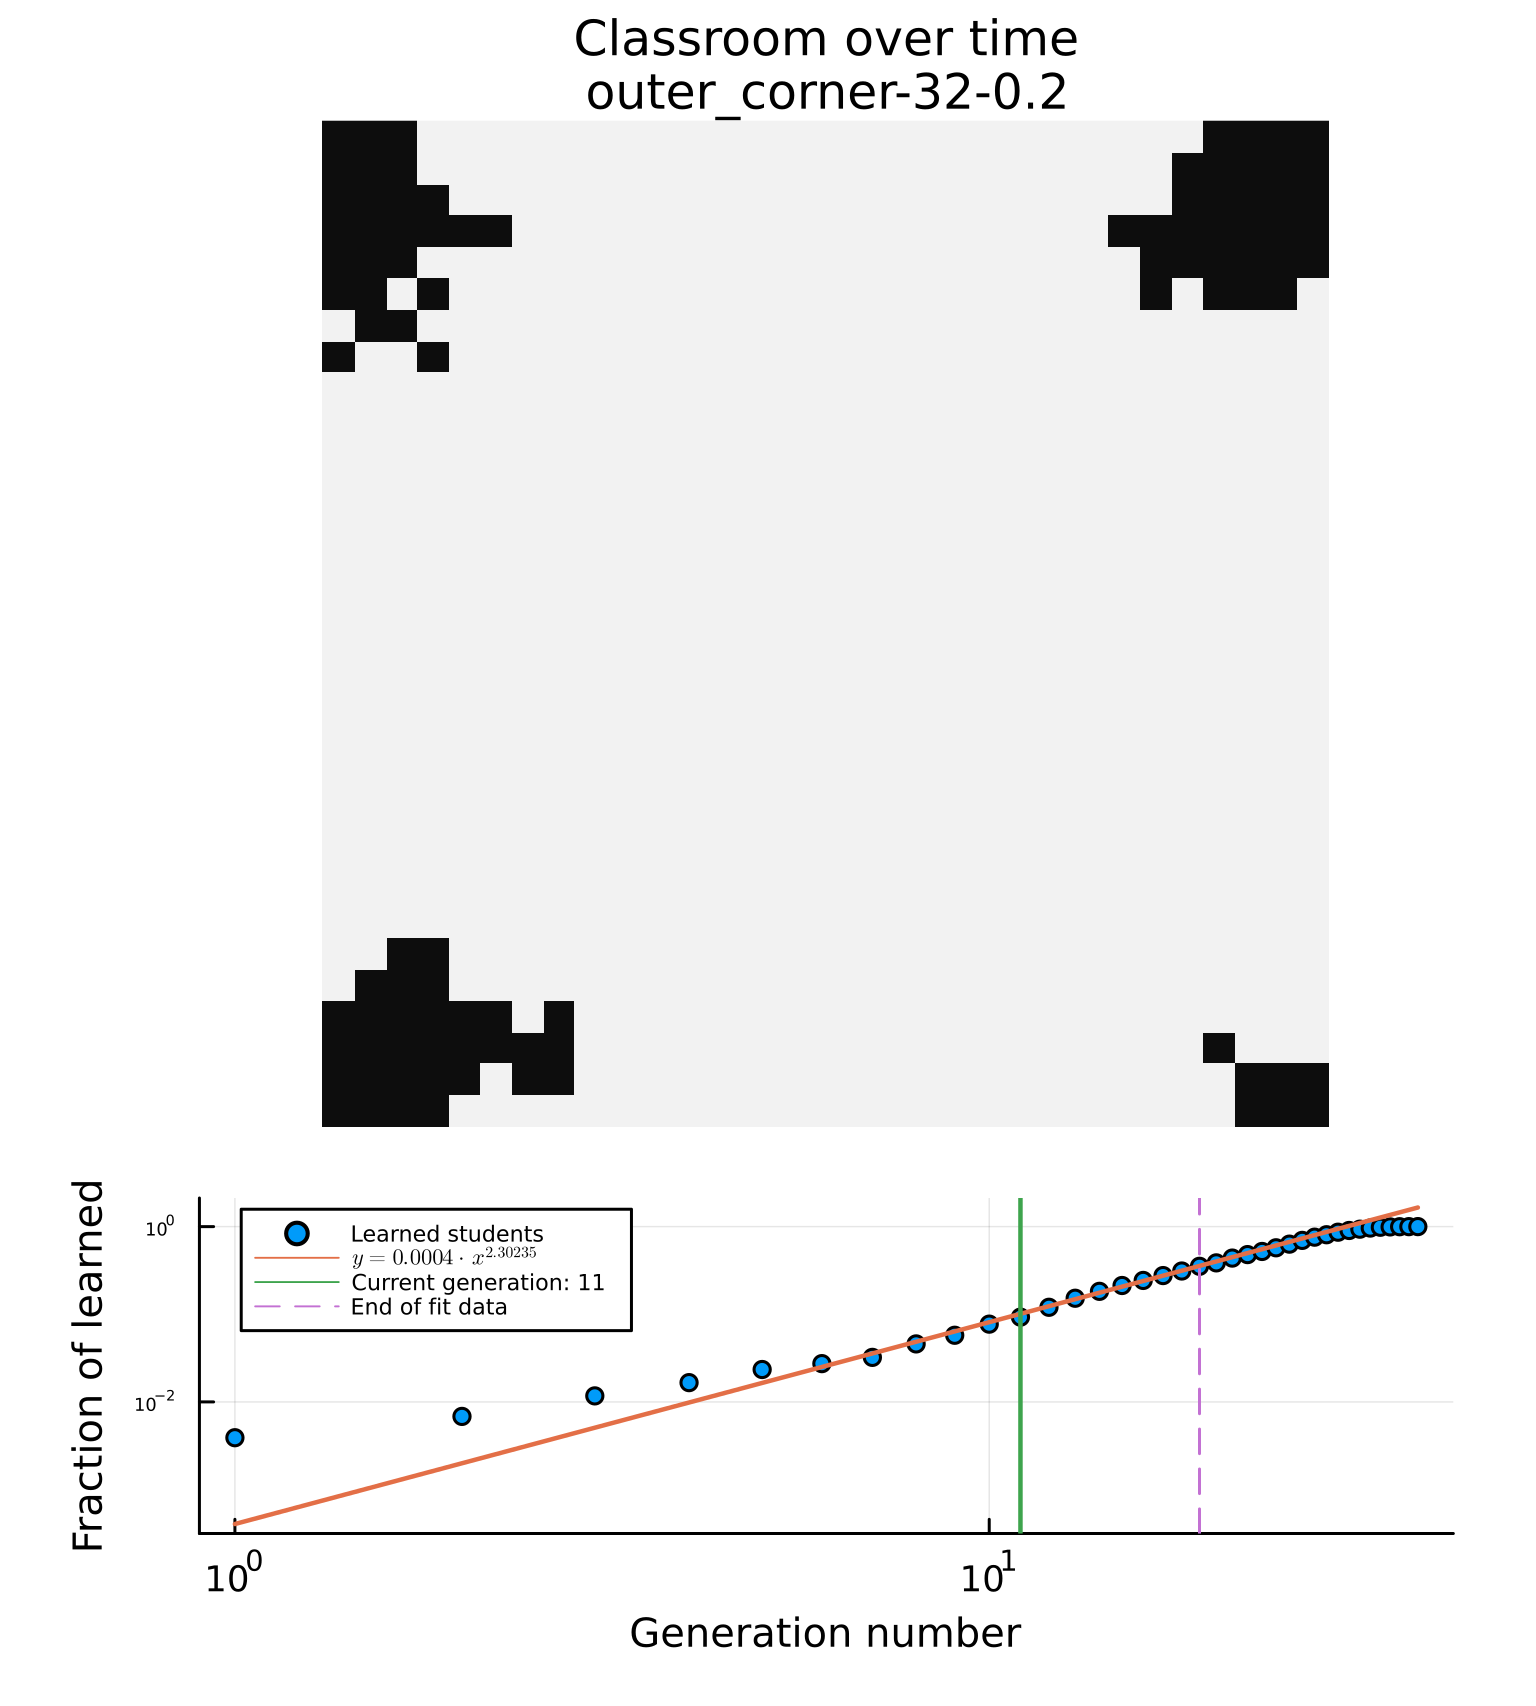 Classroom over time
outer_corner-32-0.2
Fraction of learned
10^0
10^−2
Learned students
y = 0.0004 · x^2.30235
Current generation: 11
End of fit data
10^0
10^1
Generation number